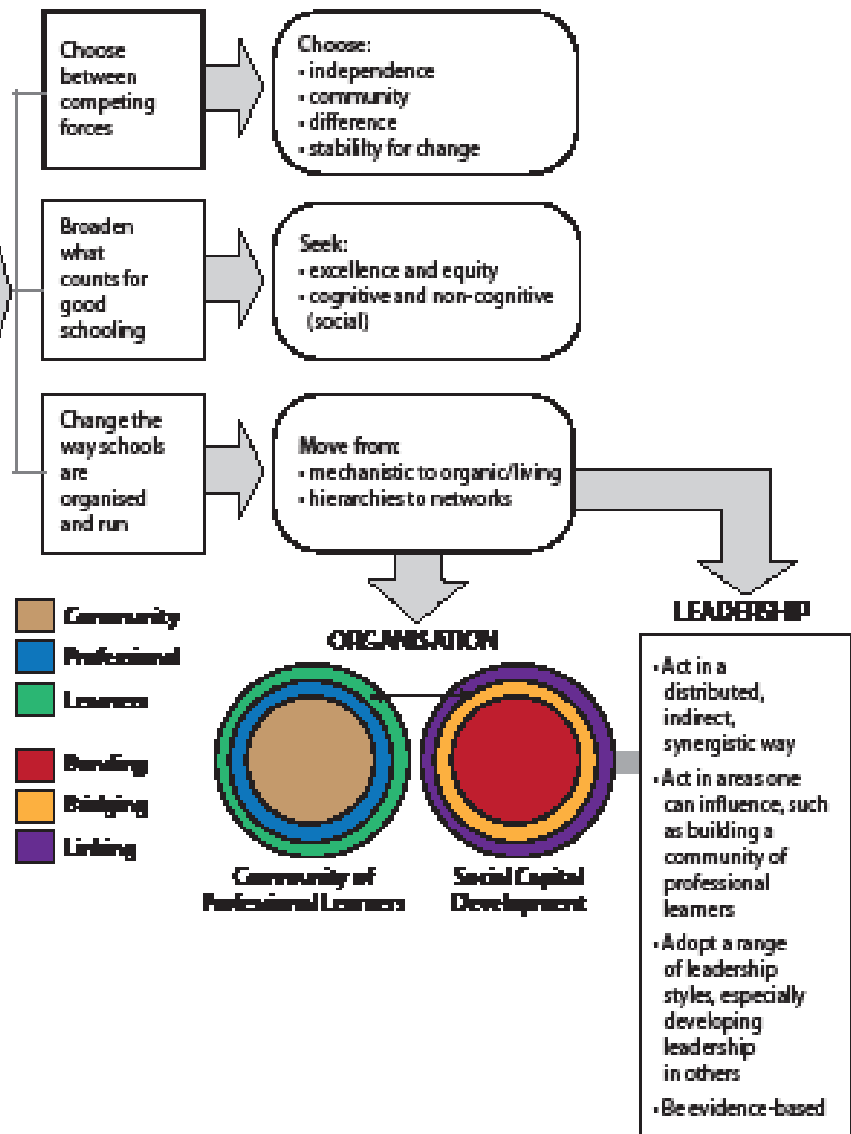 Choose
between
competing
forces
Choose:
• independence
• community
• difference
• stability for change
Broaden
what
counts for
good
schooling
Seek:
• excellence and equity
• cognitive and non-cognitive
(social)
Change the
way schools
are
organised
and run
Move from:
• mechanistic to organic/living
• hierarchies to networks
Community
Professional
Learners
Bonding
Bridging
Linking
ORGANISATION
Community of
Professional Learners
Social Capital
Development
LEADERSHIP
• Act in a
distributed,
indirect,
synergistic way
• Act in areas one
can influence, such
as building a
community of
professional
learners
• Adopt a range
of leadership
styles, especially
developing
leadership
in others
• Be evidence-based